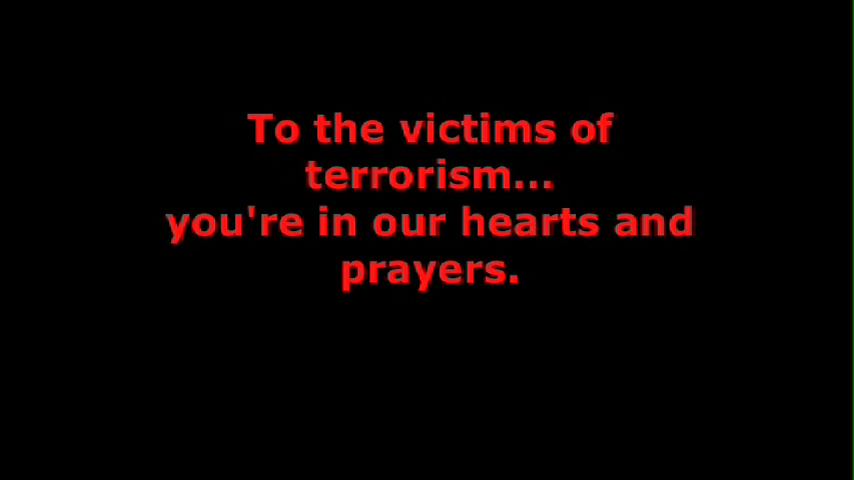 To the victims of
terrorism...
you're in our hearts and
prayers.